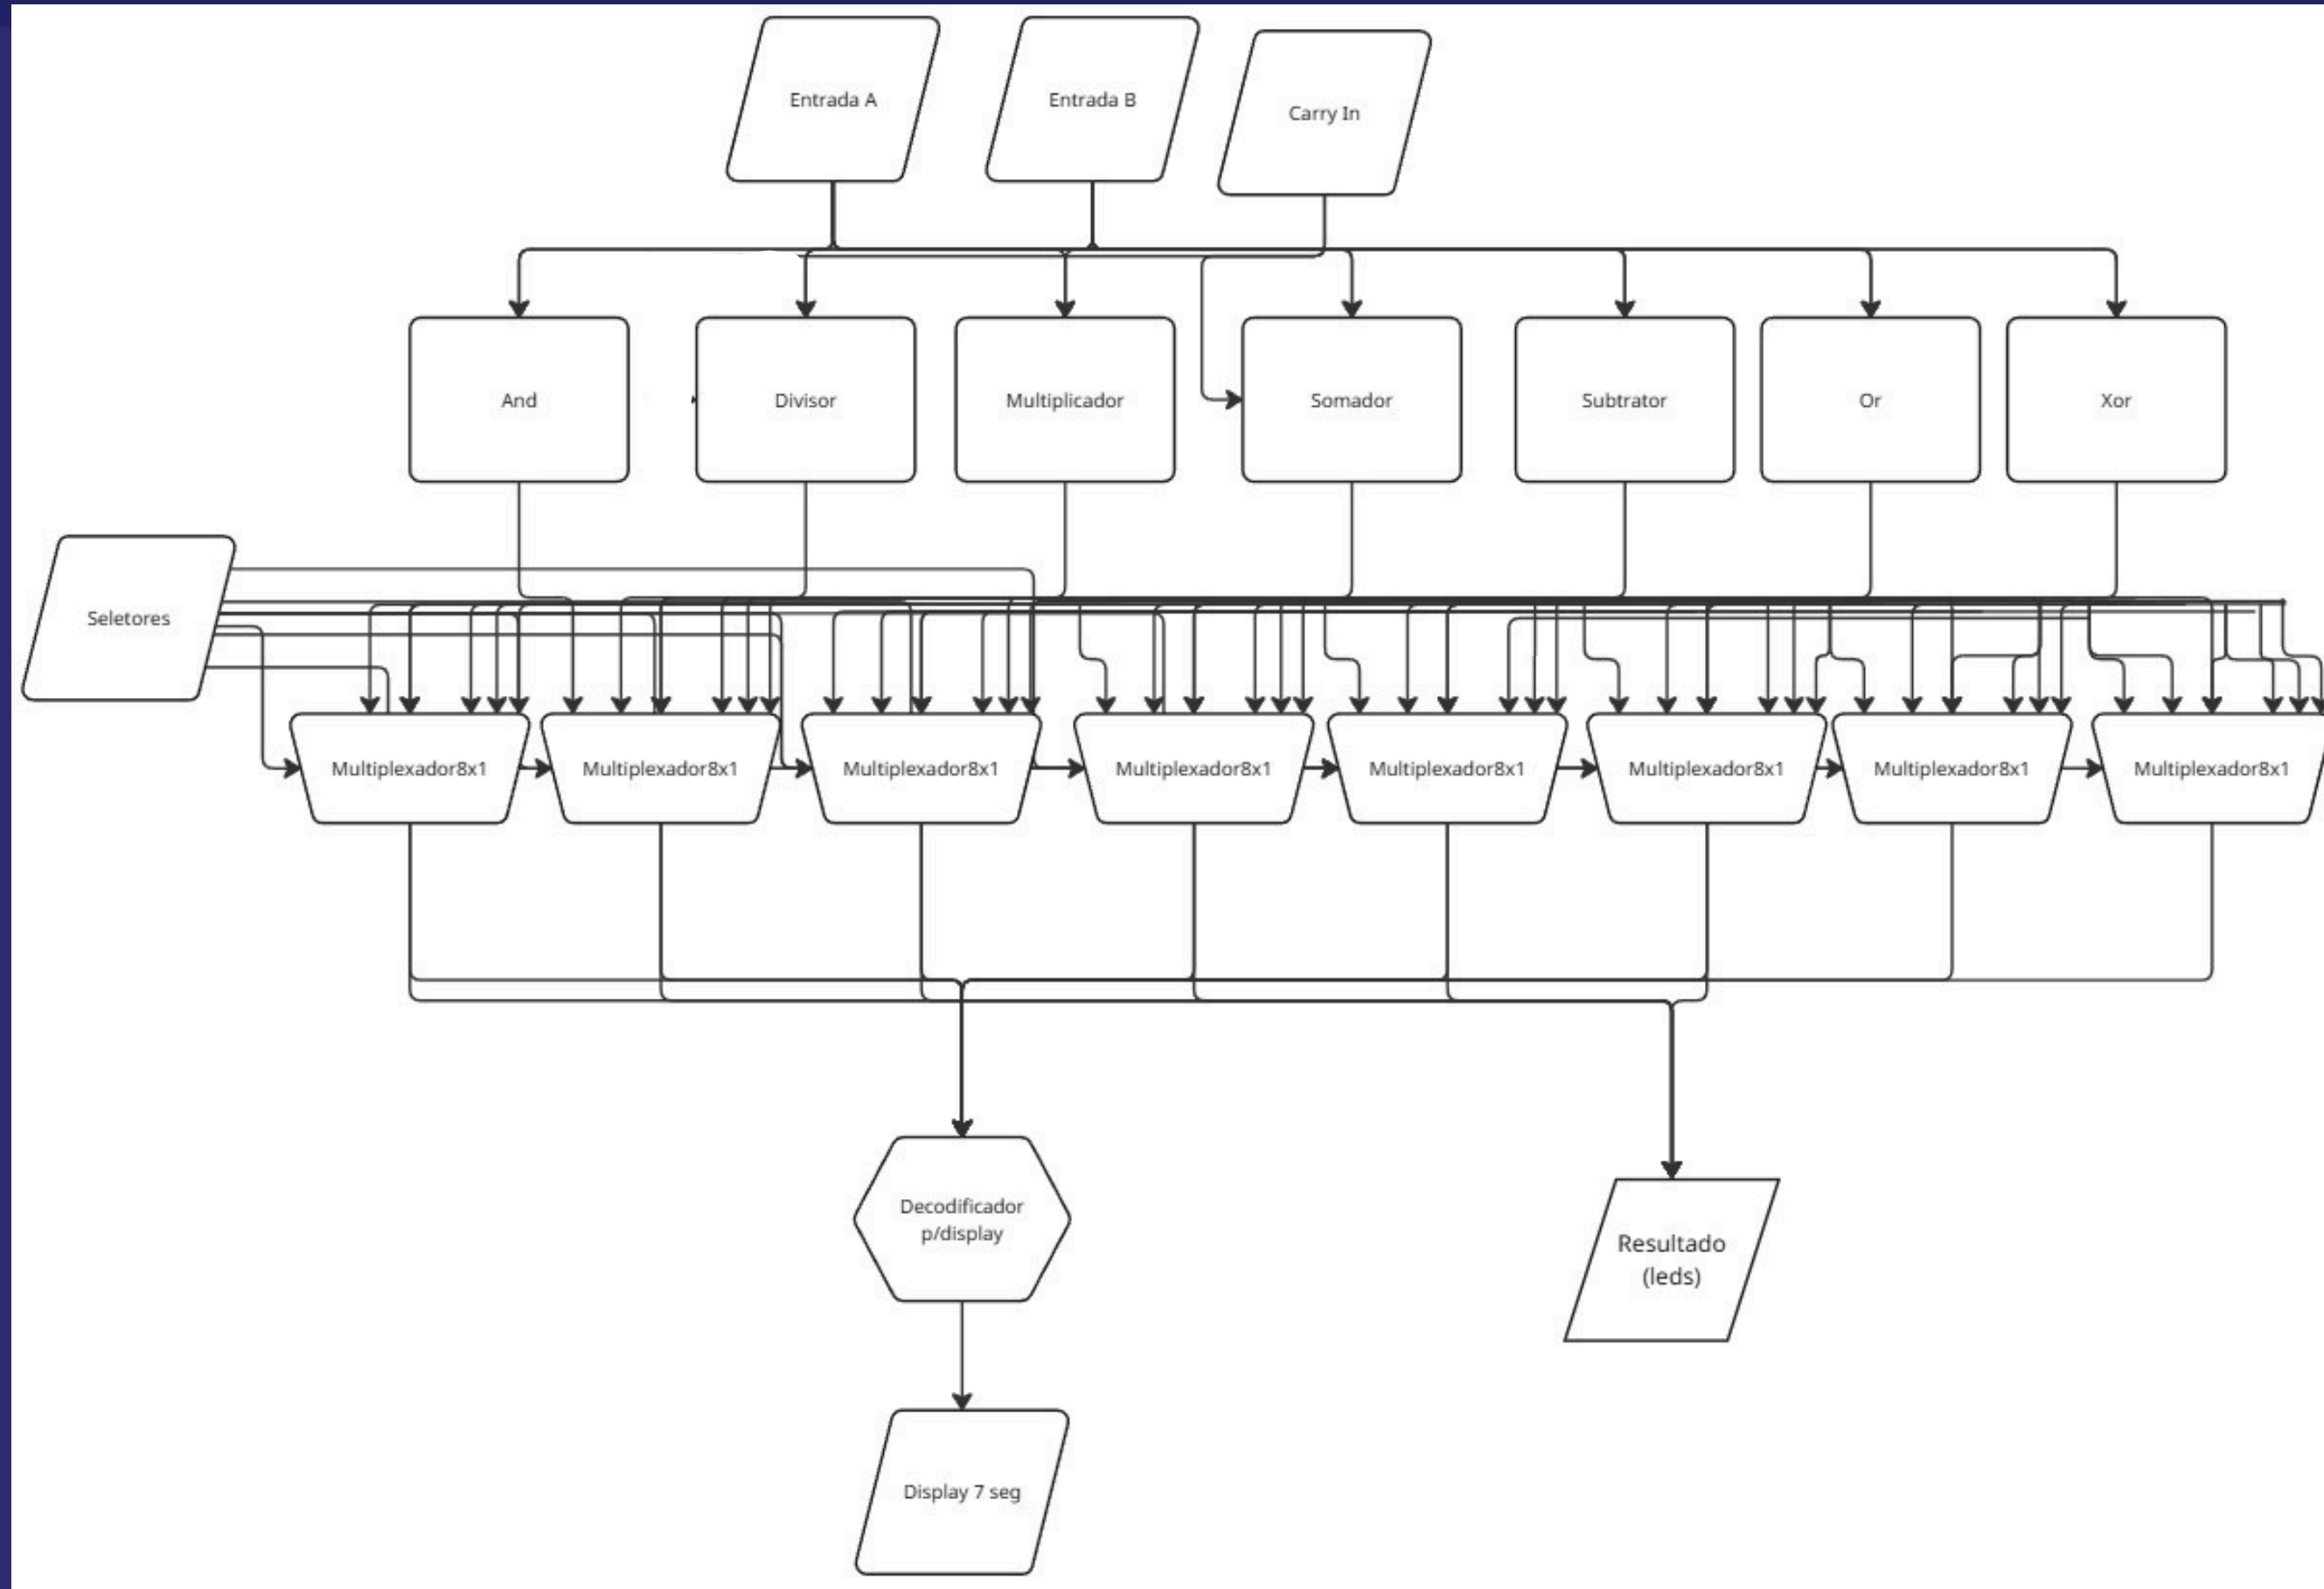 Entrada A
Entrada B
Carry In
And
Divisor
Multiplicador
Somador
Subtrator
Or
Xor
Seletores
Multiplexador8x1
Multiplexador8x1
Multiplexador8x1
Multiplexador8x1
Multiplexador8x1
Multiplexador8x1
Multiplexador8x1
Multiplexador8x1
Decodificador
p/display
Resultado
(leds)
Display 7 seg